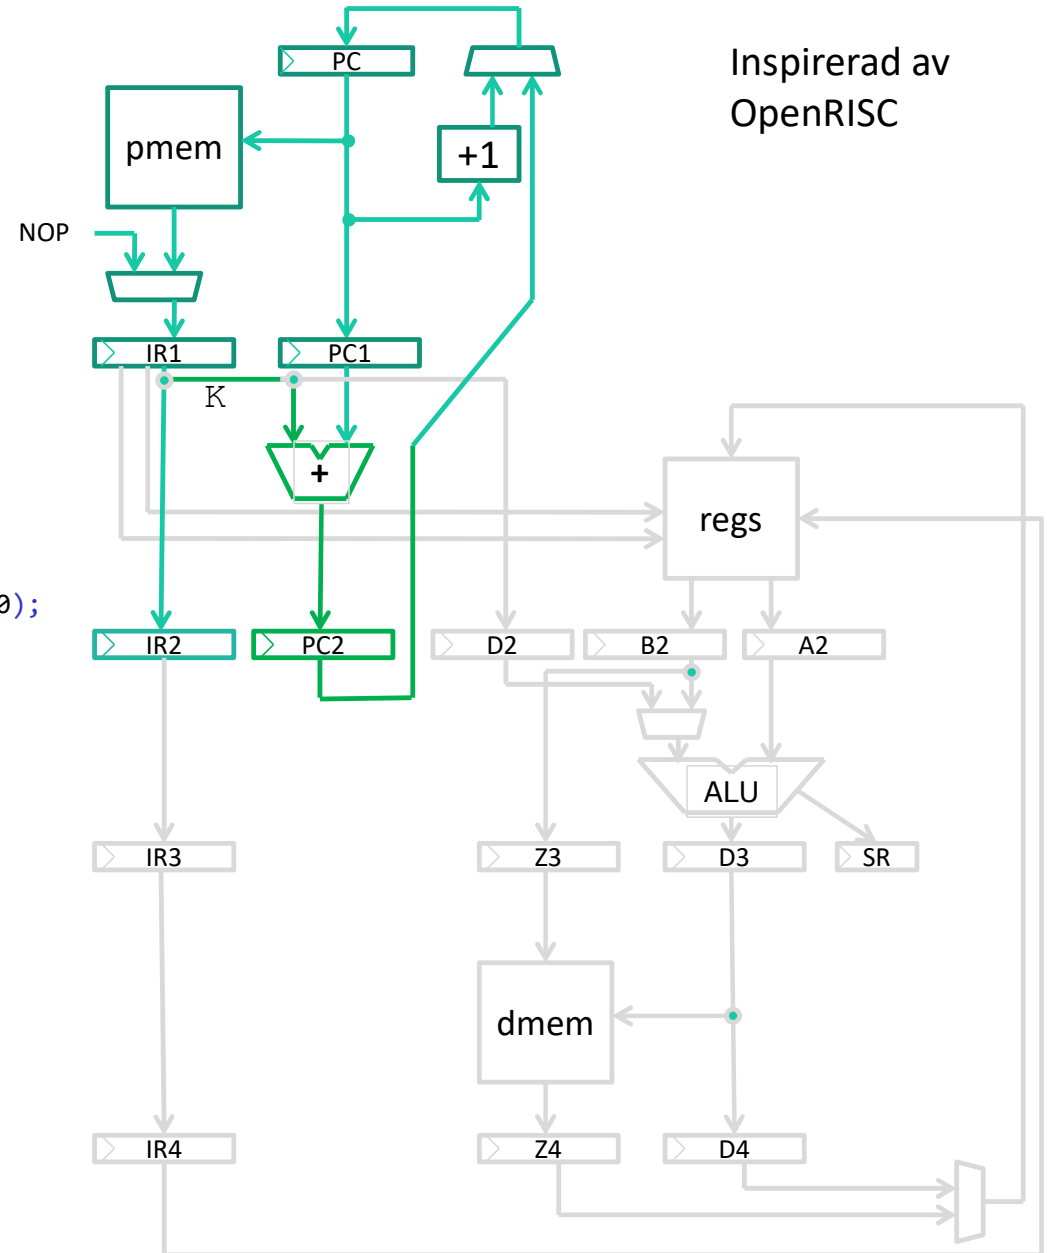 PC
Inspirerad av
OpenRISC
pmem
+1
NOP
IR1
PC1
K
+
regs
0);
IR2
PC2
D2
B2
A2
ALU
IR3
Z3
D3
SR
dmem
IR4
Z4
D4